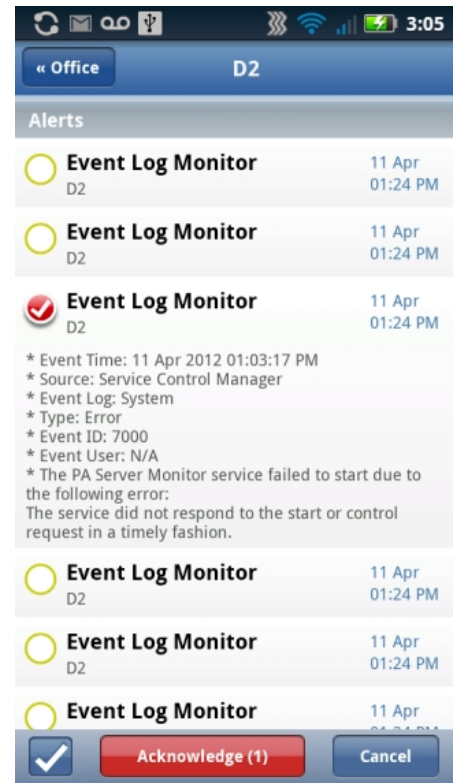 3:05
« Office
D2
Alerts
Event Log Monitor
11 Apr
D2
01:24 PM
Event Log Monitor
11 Apr
D2
01:24 PM
Event Log Monitor
11 Apr
D2
01:24 PM
* Event Time: 11 Apr 2012 01:03:17 PM
* Source: Service Control Manager
* Event Log: System
* Type: Error
* Event ID: 7000
* Event User: N/A
* The PA Server Monitor service failed to start due to
the following error:
The service did not respond to the start or control
request in a timely fashion.
Event Log Monitor
11 Apr
D2
01:24 PM
Event Log Monitor
11 Apr
D2
01:24 PM
Event Log Monitor
11 Apr
Acknowledge (1)
Cancel